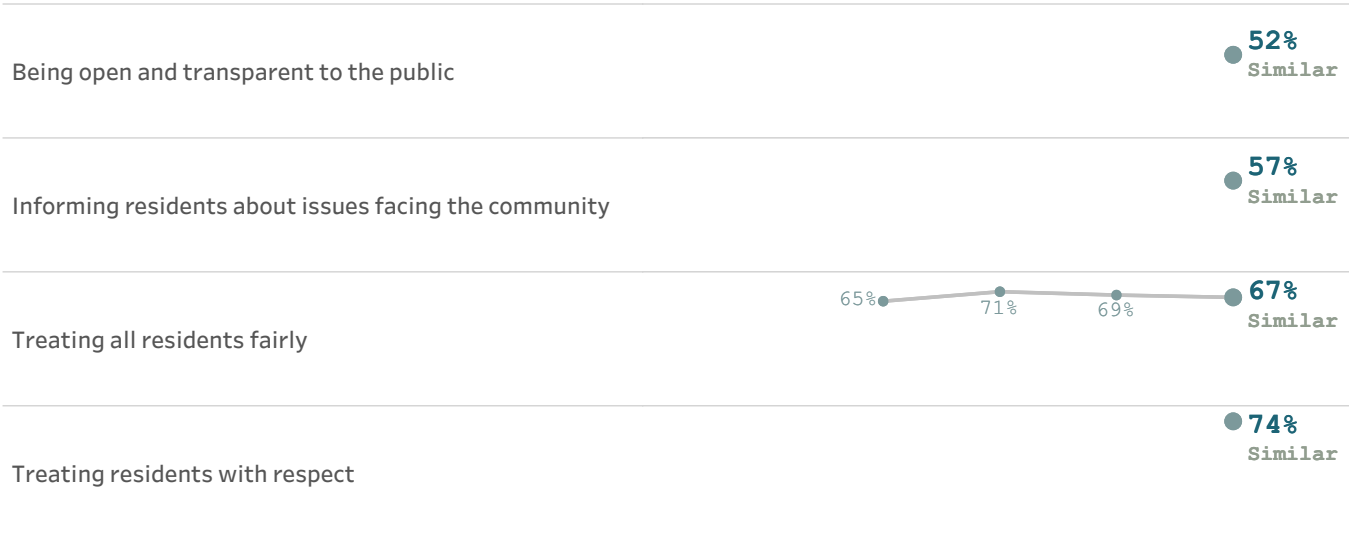 52%
Being open and transparent to the public
Similar
57%
Informing residents about issues facing the community
Similar
65%
71%
69%
67%
Similar
Treating all residents fairly
74%
Similar
Treating residents with respect